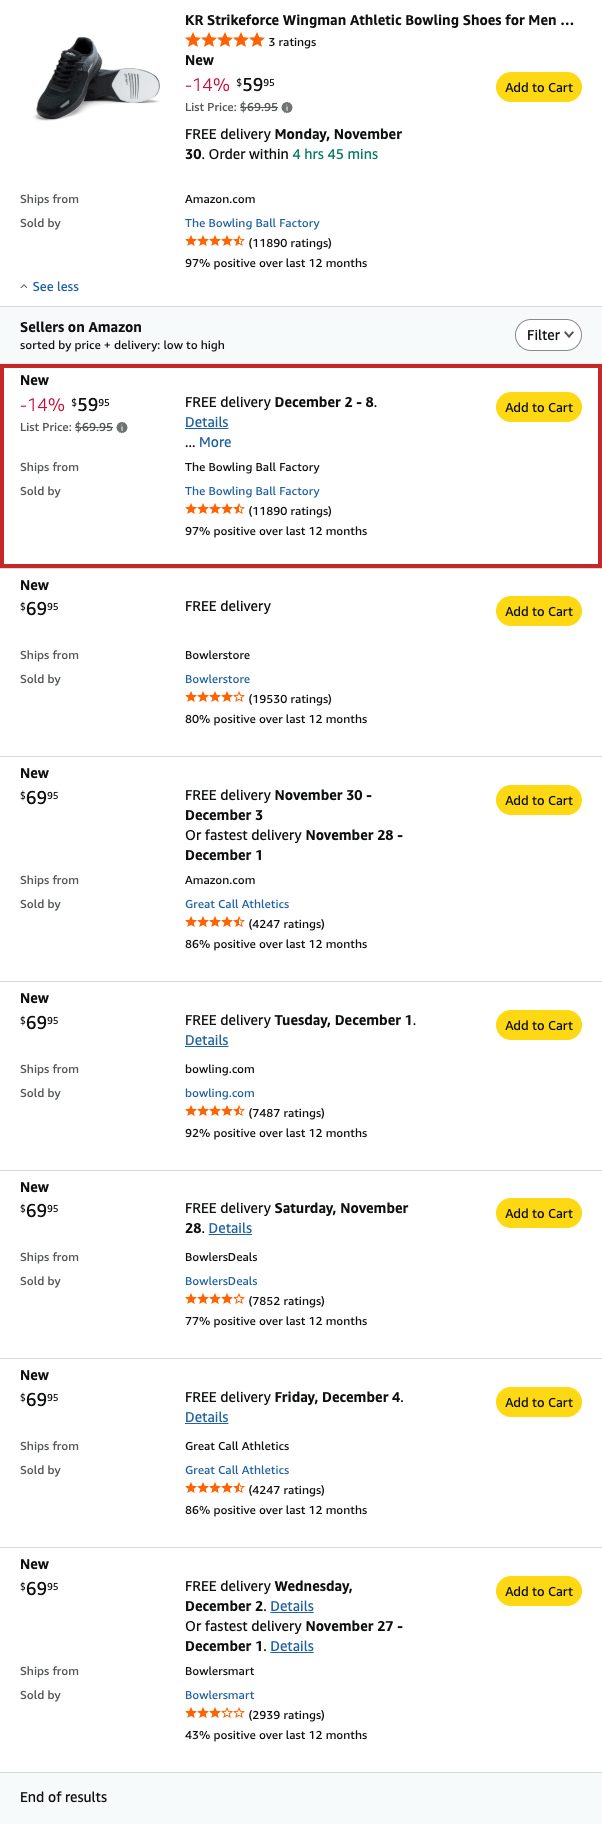 KR Strikeforce Wingman Athletic Bowling Shoes for Men ...
3 ratings
New
-14% $59.95
List Price: $69.95
FREE delivery Monday, November
30. Order within 4 hrs 45 mins
Add to Cart
Ships from Amazon.com
Sold by The Bowling Ball Factory
(11890 ratings)
97% positive over last 12 months
See less
Sellers on Amazon
sorted by price + delivery: low to high
Filter
New
-14% $59.95
List Price: $69.95
FREE delivery December 2 - 8.
Details
... More
Add to Cart
Ships from The Bowling Ball Factory
Sold by The Bowling Ball Factory
(11890 ratings)
97% positive over last 12 months
New
$69.95
FREE delivery
Add to Cart
Ships from Bowlerstore
Sold by Bowlerstore
(19530 ratings)
80% positive over last 12 months
New
$69.95
FREE delivery November 30 -
December 3
Or fastest delivery November 28 -
December 1
Add to Cart
Ships from Amazon.com
Sold by Great Call Athletics
(4247 ratings)
86% positive over last 12 months
New
$69.95
FREE delivery Tuesday, December 1.
Details
Add to Cart
Ships from bowling.com
Sold by bowling.com
(7487 ratings)
92% positive over last 12 months
New
$69.95
FREE delivery Saturday, November
28. Details
Add to Cart
Ships from BowlersDeals
Sold by BowlersDeals
(7852 ratings)
77% positive over last 12 months
New
$69.95
FREE delivery Friday, December 4.
Details
Add to Cart
Ships from Great Call Athletics
Sold by Great Call Athletics
(4247 ratings)
86% positive over last 12 months
New
$69.95
FREE delivery Wednesday,
December 2. Details
Or fastest delivery November 27 -
December 1. Details
Add to Cart
Ships from Bowlersmart
Sold by Bowlersmart
(2939 ratings)
43% positive over last 12 months
End of results